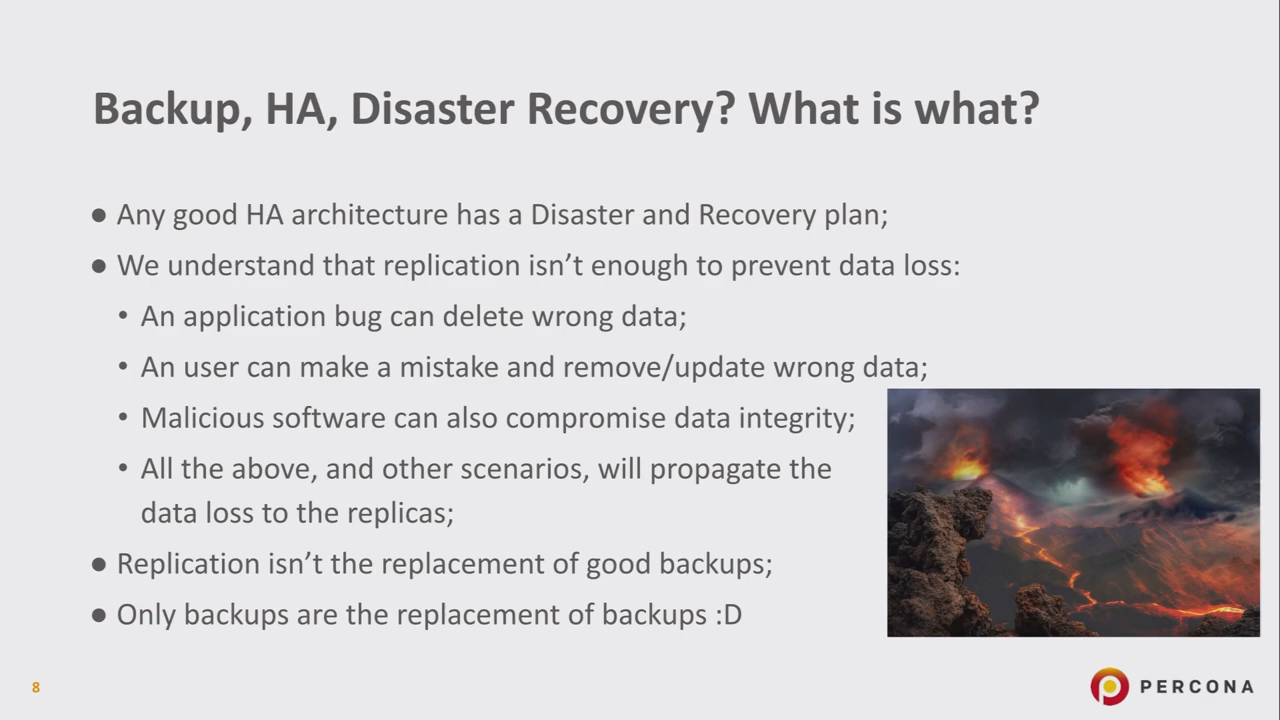 Backup, HA, Disaster Recovery? What is what?
● Any good HA architecture has a Disaster and Recovery plan;
● We understand that replication isn’t enough to prevent data loss:
• An application bug can delete wrong data;
• An user can make a mistake and remove/update wrong data;
• Malicious software can also compromise data integrity;
• All the above, and other scenarios, will propagate the
data loss to the replicas;
● Replication isn’t the replacement of good backups;
● Only backups are the replacement of backups :D
8
PERCONA